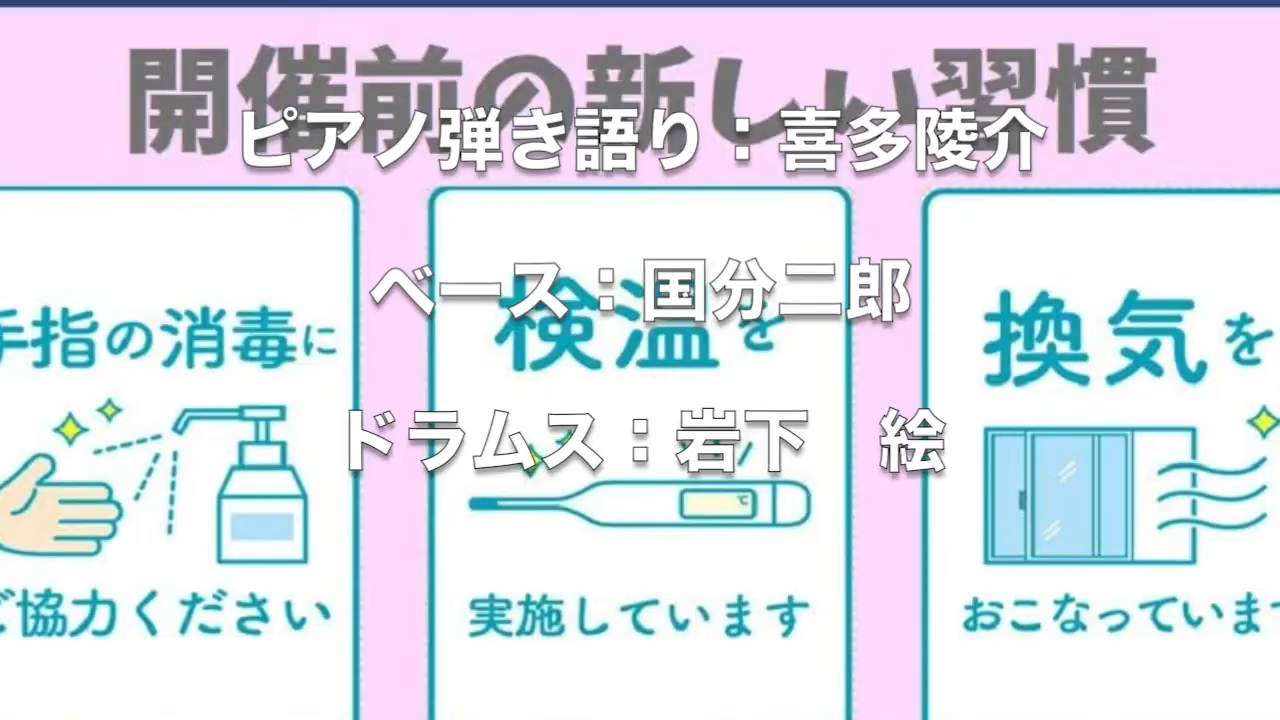 開催前の新しい習慣
ピアノ弾き語り：喜多陵介
ベース：国分二郎
ドラムス：岩下　絵
手指の消毒に
検温を
換気を
℃
ご協力ください
実施しています
おこなっています